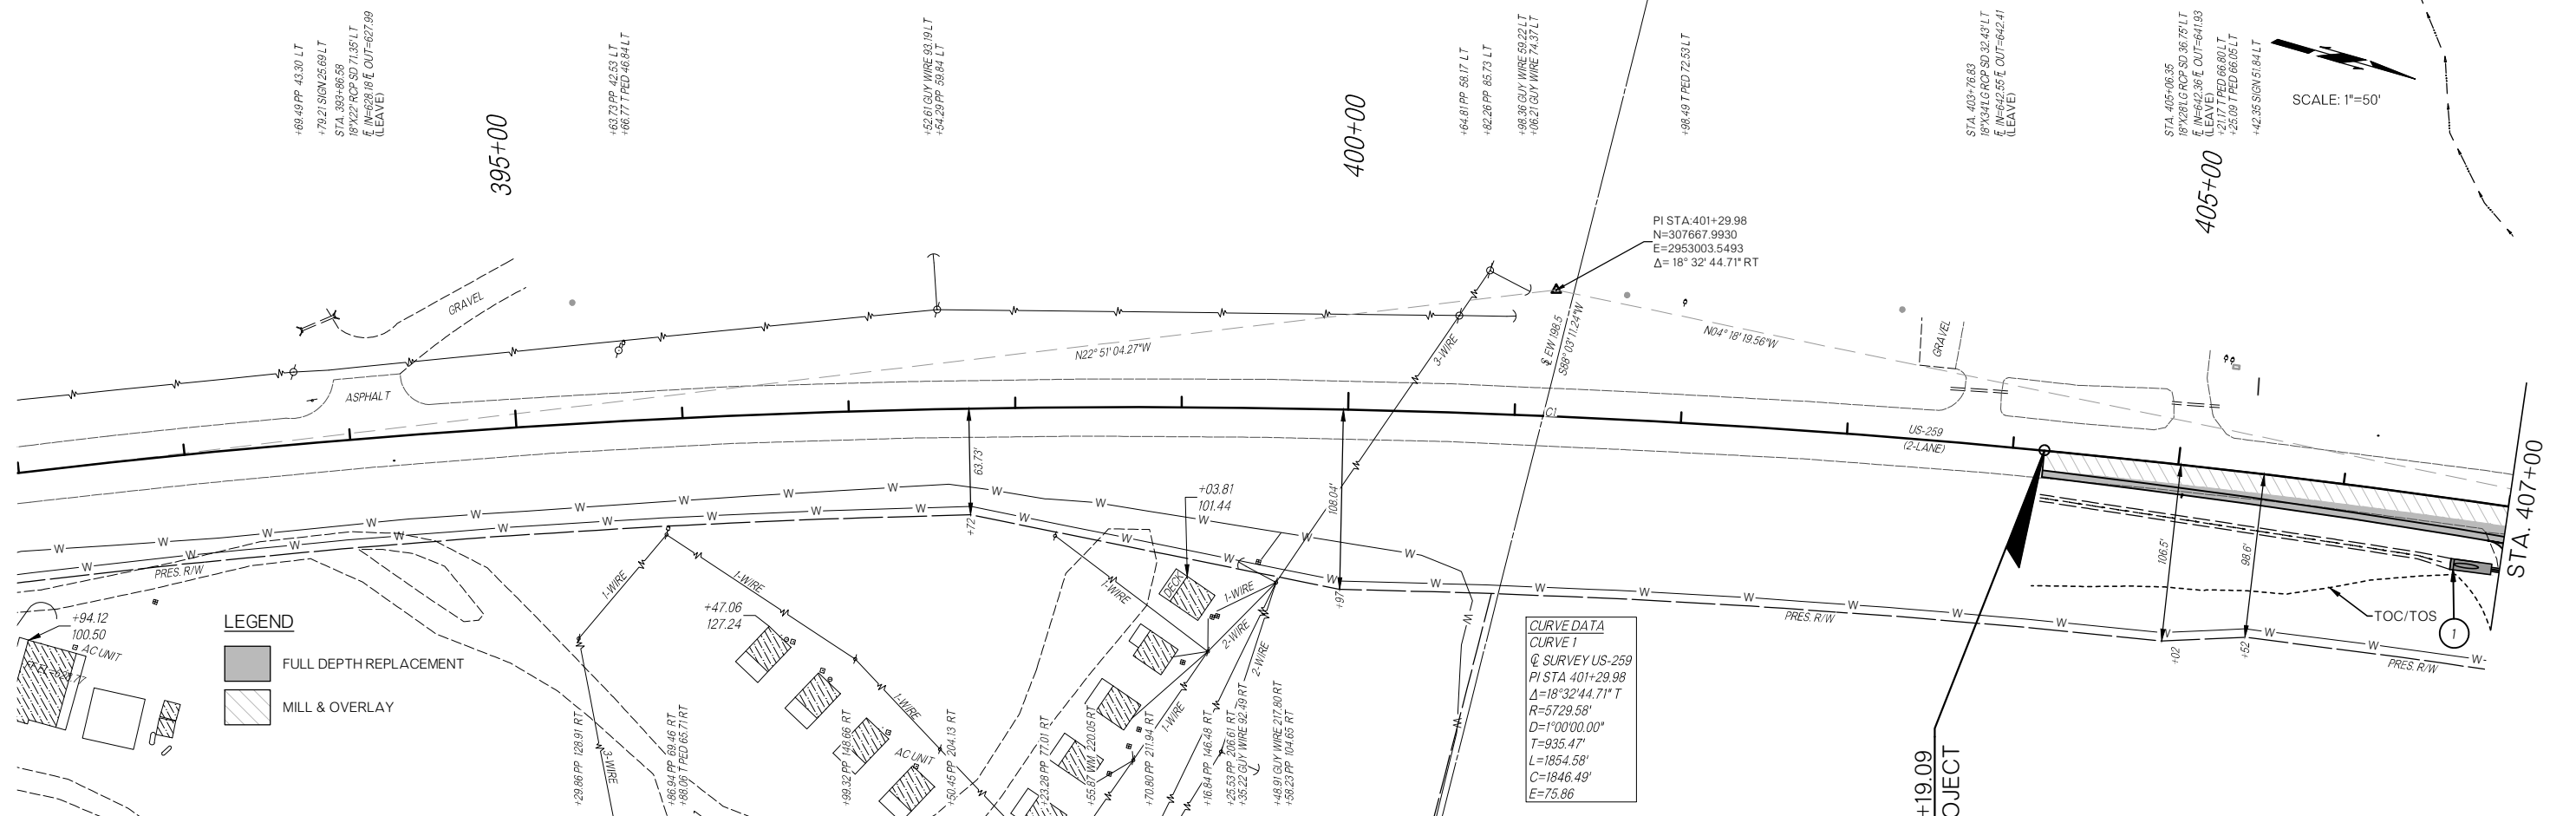 +69.49 PP 43.30 LT
+79.21 SIGN 25.69 LT
STA. 393+86.58
18"X22' RCP SD 71.35' LT
FL IN=628.18 FL OUT=627.99
(LEAVE)
+63.73 PP 42.53 LT
+66.77 T PED 46.84 LT
+52.61 GUY WIRE 93.19 LT
+54.29 PP 59.84 LT
+64.81 PP 58.17 LT
+82.26 PP 85.73 LT
+98.36 GUY WIRE 59.22 LT
+06.21 GUY WIRE 74.37 LT
+98.49 T PED 72.53 LT
STA. 403+76.83
18"X34'LG RCP SD 32.43' LT
FL IN=642.55 FL OUT=642.41
(LEAVE)
STA. 405+06.35
18"X28'LG RCP SD 36.75' LT
FL IN=642.36 FL OUT=641.93
(LEAVE)
+21.17 T PED 66.80 LT
+25.09 T PED 66.05 LT
+42.35 SIGN 51.84 LT
SCALE: 1"=50'
395+00
400+00
405+00
PI STA:401+29.98
N=307667.9930
E=2953003.5493
Δ= 18° 32' 44.71" RT
GRAVEL
ASPHALT
N22° 51' 04.27"W
3-WIRE
℄ EW 198.5
S88° 03' 11.24"W
N04° 18' 19.56"W
GRAVEL
C1
US-259
(2-LANE)
63.73'
108.04'
106.5'
98.6'
+72
+97
+02
+52
STA. 407+00
W W W W W W W W W
W W W W W W W W W
W W W W W
W W W W W W W W W W W W W-
W
W
PRES. R/W
PRES. R/W
PRES. R/W
+03.81
101.44
DECK
1-WIRE
1-WIRE
1-WIRE
1-WIRE
1-WIRE
2-WIRE
2-WIRE
1-WIRE
3-WIRE
+47.06
127.24
+94.12
100.50
AC UNIT
AC UNIT
TOC/TOS
1
LEGEND
FULL DEPTH REPLACEMENT
MILL & OVERLAY
+29.86 PP 128.91 RT
+86.94 PP 69.46 RT
+88.06 T PED 65.71 RT
+99.32 PP 148.66 RT
+50.45 PP 204.13 RT
+23.28 PP 77.01 RT
+55.87 WM 220.05 RT
+70.80 PP 211.94 RT
+16.84 PP 146.48 RT
+25.53 PP 206.61 RT
+35.22 GUY WIRE 92.49 RT
+48.91 GUY WIRE 217.80 RT
+58.23 PP 104.65 RT
CURVE DATA
CURVE 1
℄ SURVEY US-259
PI STA 401+29.98
Δ=18°32'44.71" T
R=5729.58'
D=1°00'00.00"
T=935.47'
L=1854.58'
C=1846.49'
E=75.86
+19.09
OJECT